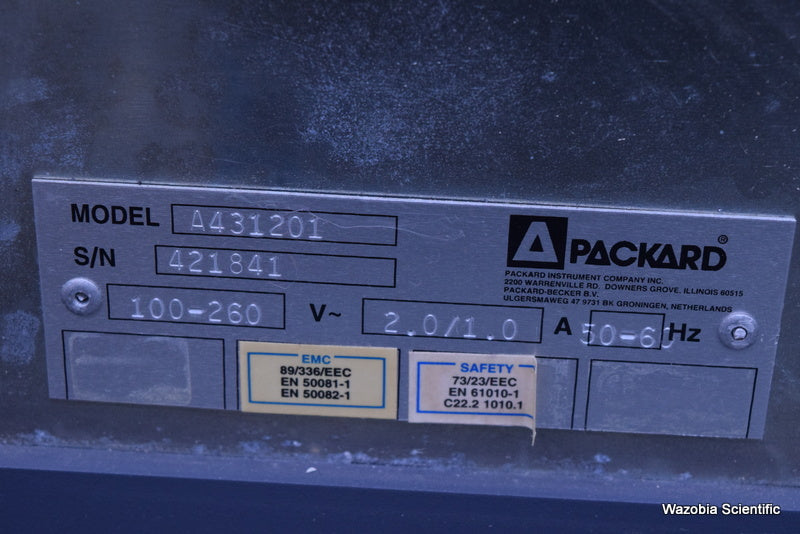 MODEL A431201
PACKARD®
S/N 421841
PACKARD INSTRUMENT COMPANY INC.
2200 WARRENVILLE RD. DOWNERS GROVE, ILLINOIS 60515
PACKARD-BECKER B.V.
ULGERSMAWEG 47 9731 BK GRONINGEN, NETHERLANDS
100-260 V~ 2.0/1.0 A 50-60 Hz
EMC
89/336/EEC
EN 50081-1
EN 50082-1
SAFETY
73/23/EEC
EN 61010-1
C22.2 1010.1
Wazobia Scientific